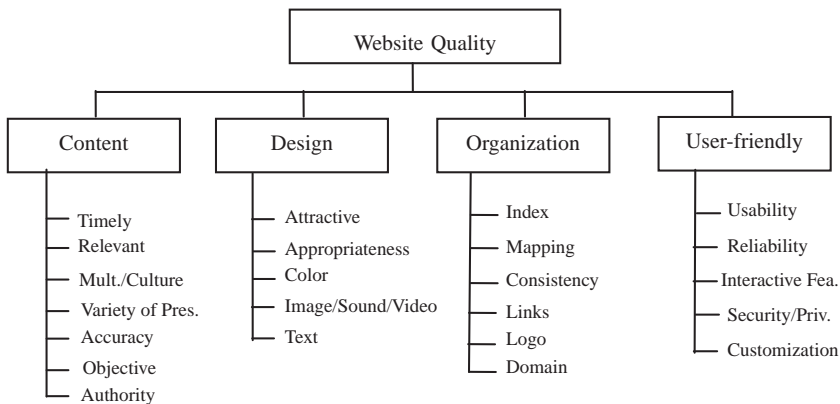 Website Quality
Content
Design
Organization
User-friendly
Timely
Relevant
Mult./Culture
Variety of Pres.
Accuracy
Objective
Authority
Attractive
Appropriateness
Color
Image/Sound/Video
Text
Index
Mapping
Consistency
Links
Logo
Domain
Usability
Reliability
Interactive Fea.
Security/Priv.
Customization